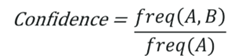 Confidence = freq(A, B) / freq(A)